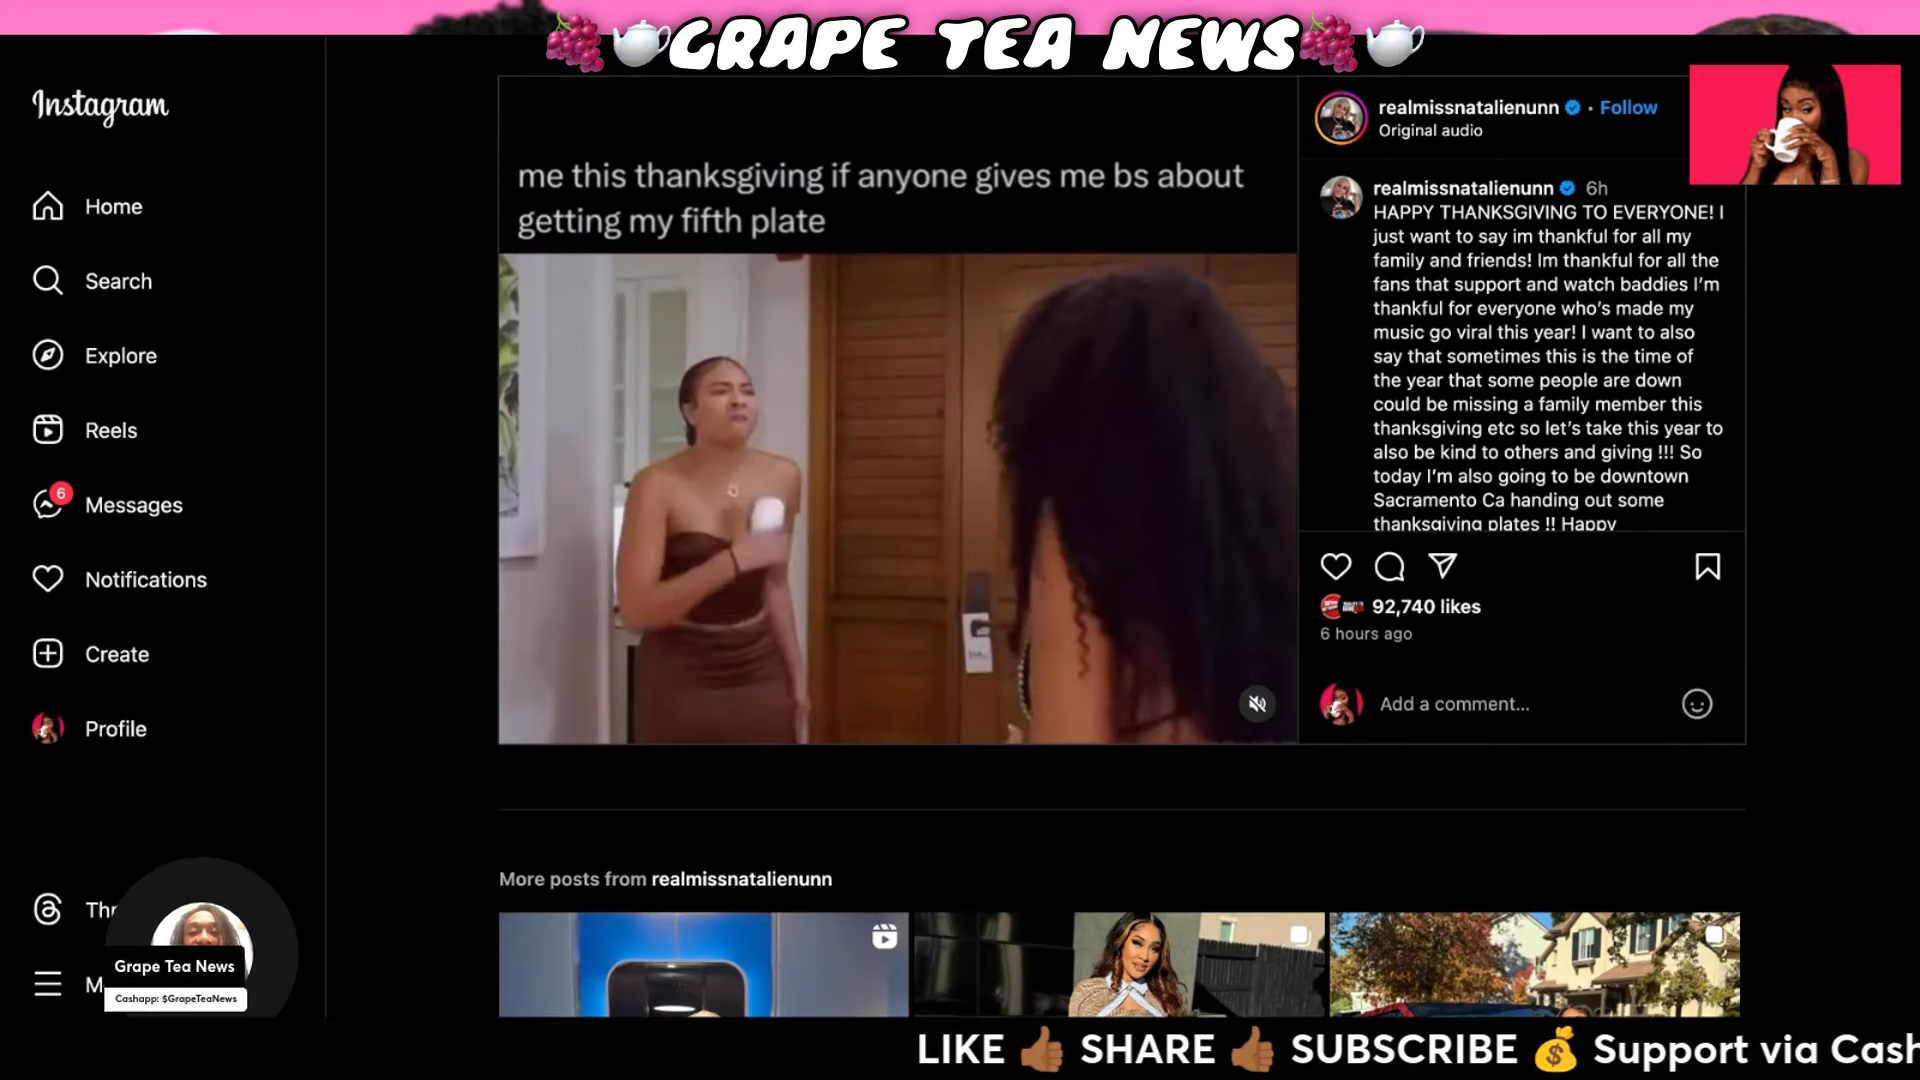 GRAPE TEA NEWS
Instagram
Home
Search
Explore
Reels
6
Messages
Notifications
Create
Profile
Grape Tea News
Cashapp: $GrapeTeaNews
me this thanksgiving if anyone gives me bs about
getting my fifth plate
realmissnatalienunn • Follow
Original audio
realmissnatalienunn 6h
HAPPY THANKSGIVING TO EVERYONE! I
just want to say im thankful for all my
family and friends! Im thankful for all the
fans that support and watch baddies I'm
thankful for everyone who's made my
music go viral this year! I want to also
say that sometimes this is the time of
the year that some people are down
could be missing a family member this
thanksgiving etc so let's take this year to
also be kind to others and giving !!! So
today I'm also going to be downtown
Sacramento Ca handing out some
thanksgiving plates !! Happy
92,740 likes
6 hours ago
Add a comment...
More posts from realmissnatalienunn
LIKE 👍🏾 SHARE 👍🏾 SUBSCRIBE 💰 Support via Cash